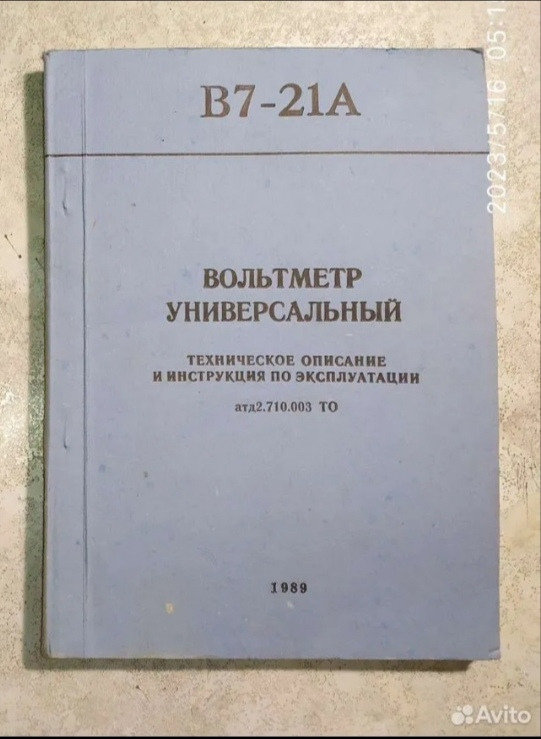 В7-21А
ВОЛЬТМЕТР
УНИВЕРСАЛЬНЫЙ
ТЕХНИЧЕСКОЕ ОПИСАНИЕ
И ИНСТРУКЦИЯ ПО ЭКСПЛУАТАЦИИ
атд2.710.003 ТО
1989
2023/5/16 05:1
Avito